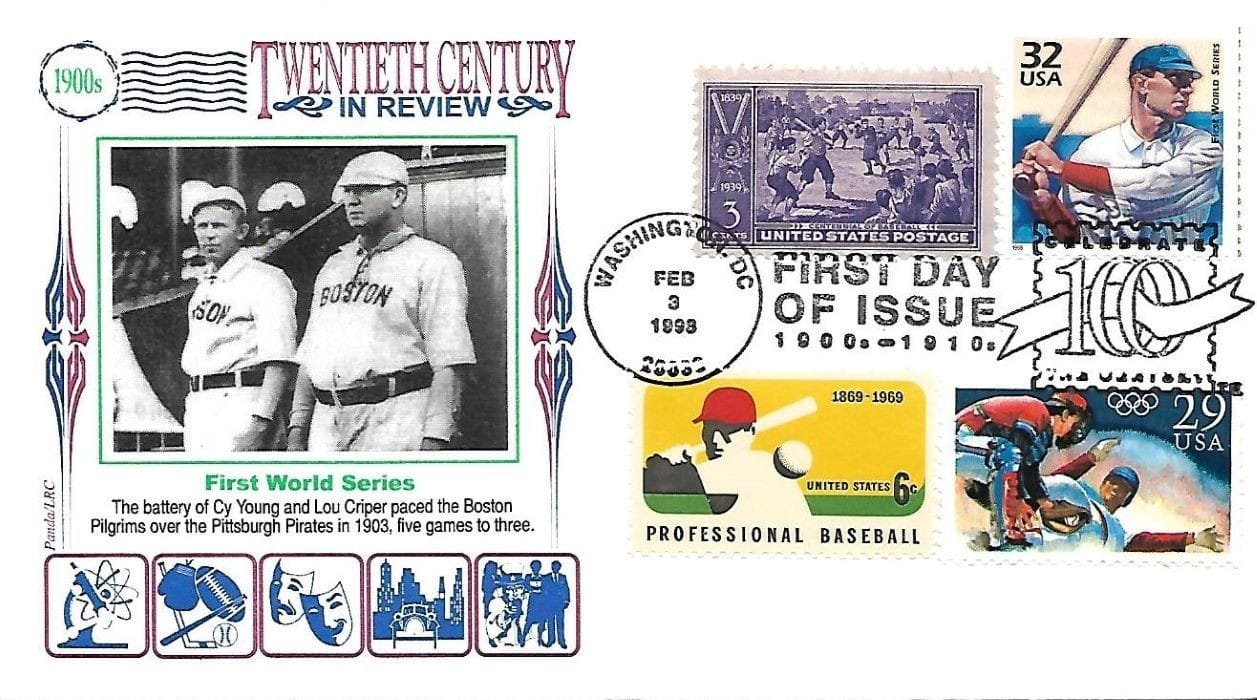 1900s
TWENTIETH CENTURY
IN REVIEW
SON
BOSTON
First World Series
The battery of Cy Young and Lou Criper paced the Boston
Pilgrims over the Pittsburgh Pirates in 1903, five games to three.
Panda/LRC
1839
1939
3
CENTS
CENTENNIAL OF BASEBALL
UNITED STATES POSTAGE
32
USA
First World Series
1998
WASHINGTON, DC
FEB
3
1998
FIRST DAY
OF ISSUE
1900s-1910s
CELEBRATE
100
THE CENTURY
1869-1969
UNITED STATES 6c
PROFESSIONAL BASEBALL
29
USA